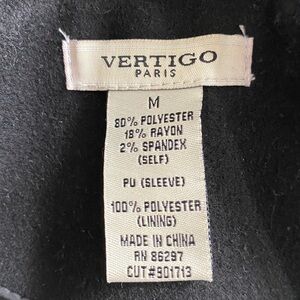 VERTIGO
PARIS
M
80% POLYESTER
18% RAYON
2% SPANDEX
(SELF)
PU (SLEEVE)
100% POLYESTER
(LINING)
MADE IN CHINA
RN 86297
CUT#901713